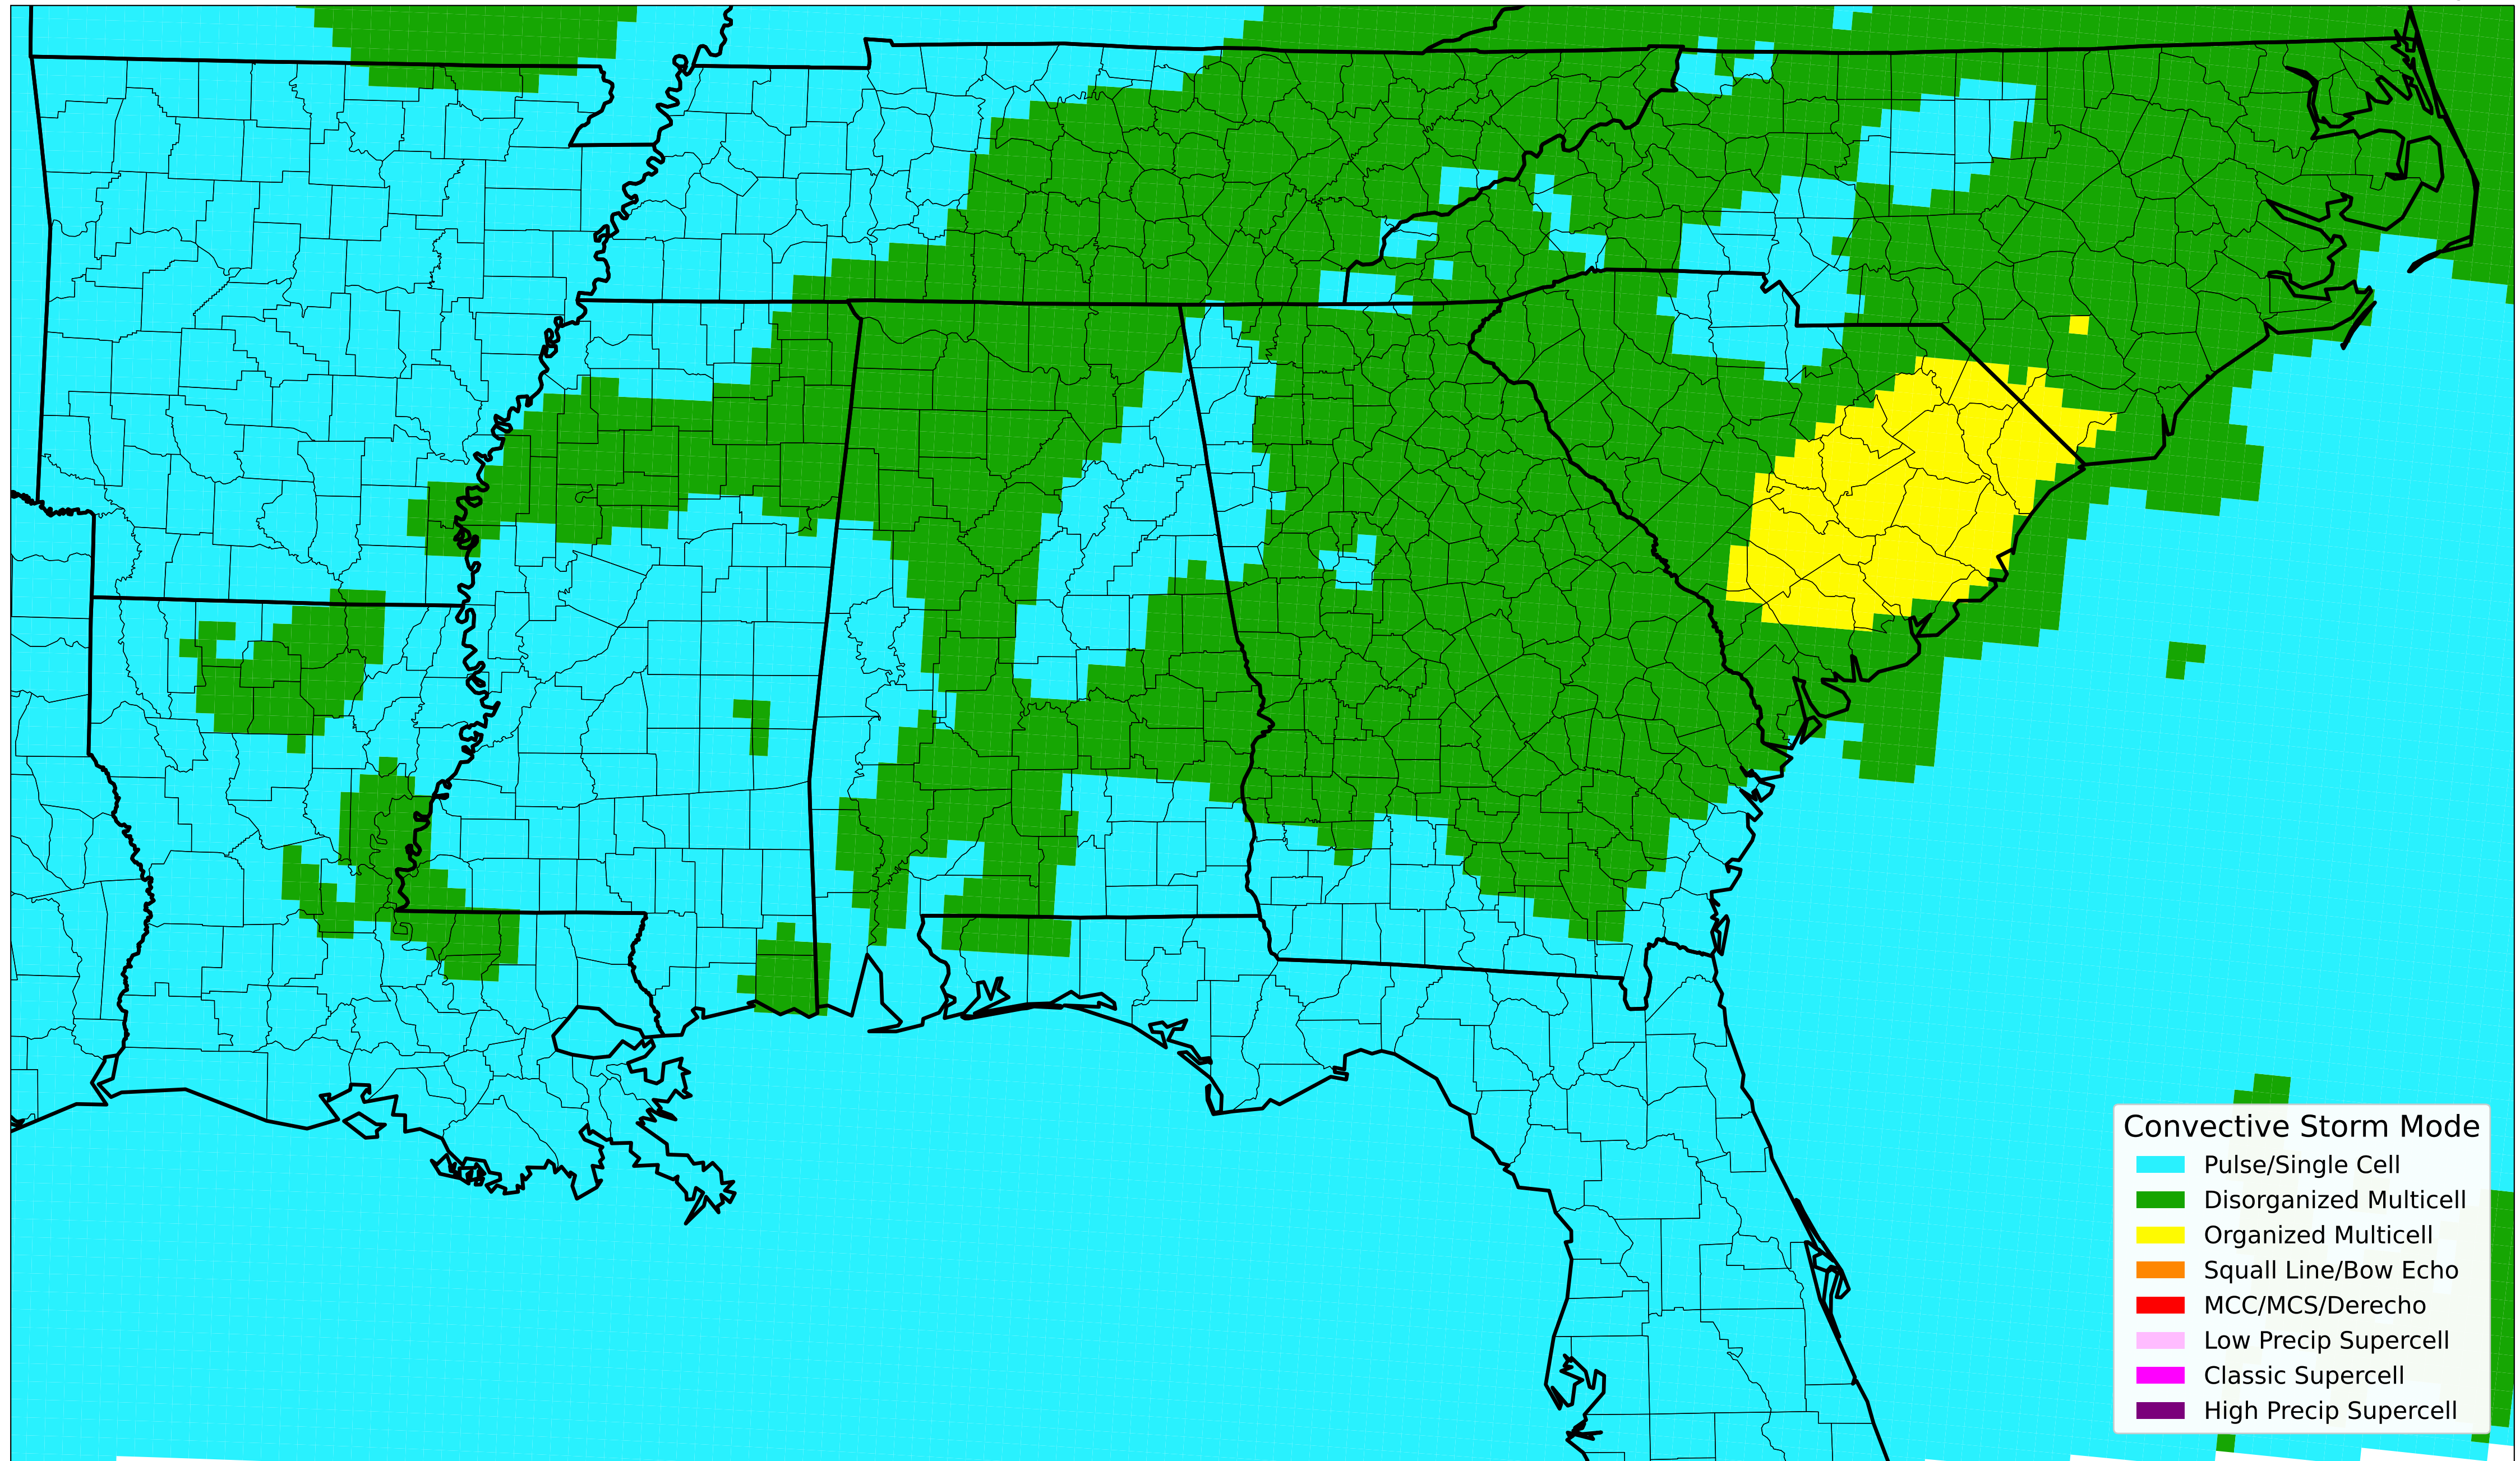 Convective Storm Mode
Pulse/Single Cell
Disorganized Multicell
Organized Multicell
Squall Line/Bow Echo
MCC/MCS/Derecho
Low Precip Supercell
Classic Supercell
High Precip Supercell